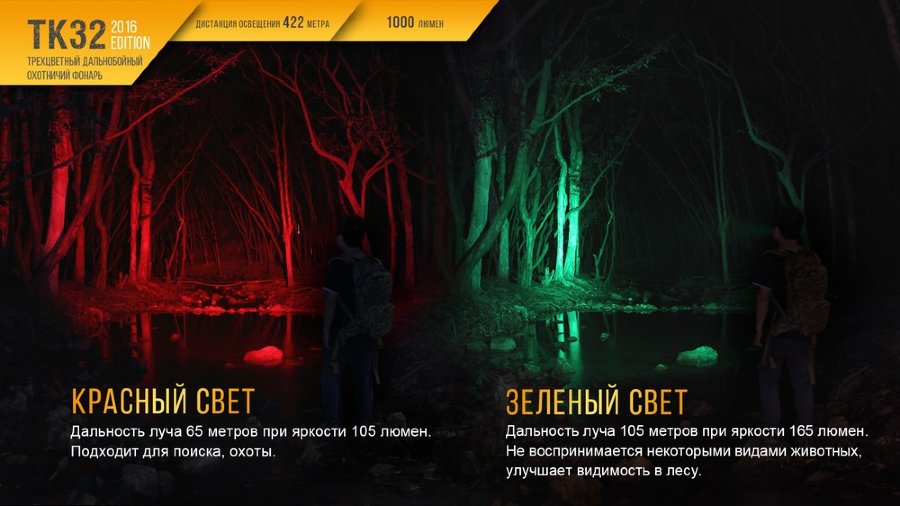 TK32 2016
EDITION
ТРЕХЦВЕТНЫЙ ДАЛЬНОБОЙНЫЙ
ОХОТНИЧИЙ ФОНАРЬ
ДИСТАНЦИЯ ОСВЕЩЕНИЯ 422 МЕТРА
1000 ЛЮМЕН
КРАСНЫЙ СВЕТ
Дальность луча 65 метров при яркости 105 люмен.
Подходит для поиска, охоты.
ЗЕЛЕНЫЙ СВЕТ
Дальность луча 105 метров при яркости 165 люмен.
Не воспринимается некоторыми видами животных,
улучшает видимость в лесу.